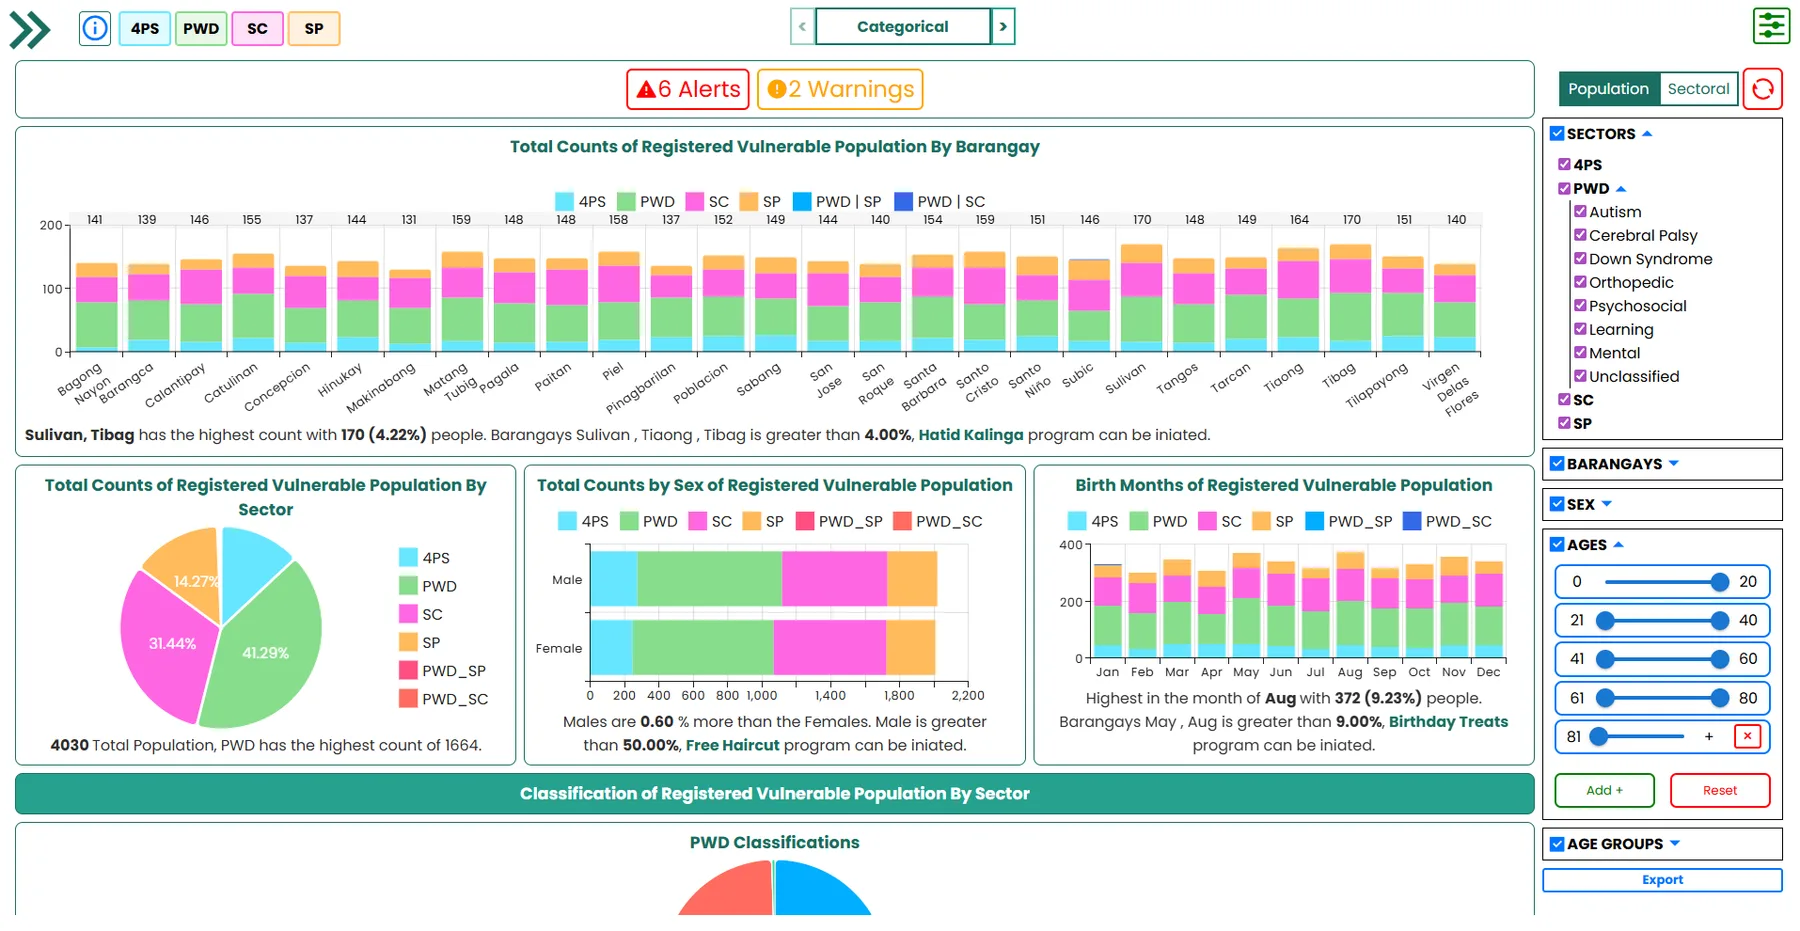 4PS PWD SC SP
< Categorical >
6 Alerts 2 Warnings
Total Counts of Registered Vulnerable Population By Barangay
4PS PWD SC SP PWD | SP PWD | SC
141 139 146 155 137 144 131 159 148 148 158 137 152 149 144 140 154 159 151 146 170 148 149 164 170 151 140
200
100
0
Bagong Nayon
Barangca
Calantipay
Catulinan
Concepcion
Hinukay
Makinabang
Matang Tubig
Pagala
Paitan
Piel
Pinagbarilan
Poblacion
Sabang
San Jose
San Roque
Santa Barbara
Santo Cristo
Santo Niño
Subic
Sulivan
Tangos
Tarcan
Tiaong
Tibag
Tilapayong
Virgen Delas Flores
Sulivan, Tibag has the highest count with 170 (4.22%) people. Barangays Sulivan , Tiaong , Tibag is greater than 4.00%, Hatid Kalinga program can be iniated.
Total Counts of Registered Vulnerable Population By
Sector
14.27%
31.44%
41.29%
4PS
PWD
SC
SP
PWD_SP
PWD_SC
4030 Total Population, PWD has the highest count of 1664.
Total Counts by Sex of Registered Vulnerable Population
4PS PWD SC SP PWD_SP PWD_SC
Male
Female
0 200 400 600 800 1,000 1,400 1,800 2,200
Males are 0.60 % more than the Females. Male is greater
than 50.00%, Free Haircut program can be iniated.
Birth Months of Registered Vulnerable Population
4PS PWD SC SP PWD_SP PWD_SC
400
200
0
Jan Feb Mar Apr May Jun Jul Aug Sep Oct Nov Dec
Highest in the month of Aug with 372 (9.23%) people.
Barangays May , Aug is greater than 9.00%, Birthday Treats
program can be iniated.
Classification of Registered Vulnerable Population By Sector
PWD Classifications
Population Sectoral
SECTORS
4PS
PWD
Autism
Cerebral Palsy
Down Syndrome
Orthopedic
Psychosocial
Learning
Mental
Unclassified
SC
SP
BARANGAYS
SEX
AGES
0 20
21 40
41 60
61 80
81 + ×
Add + Reset
AGE GROUPS
Export